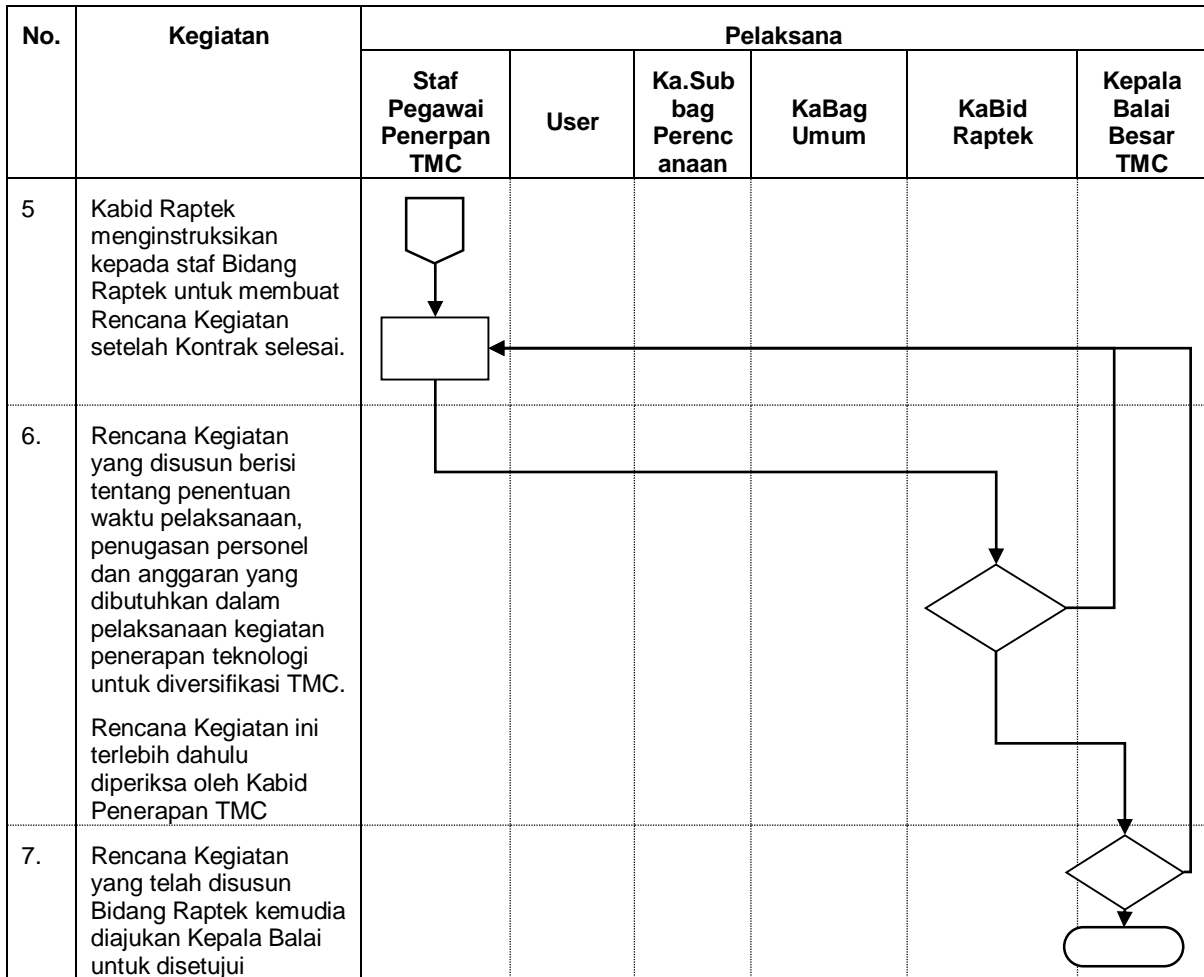 No.
Kegiatan
Pelaksana
Staf
Pegawai
Penerpan
TMC
User
Ka.Sub
bag
Perenc
anaan
KaBag
Umum
KaBid
Raptek
Kepala
Balai
Besar
TMC
5
Kabid Raptek
menginstruksikan
kepada staf Bidang
Raptek untuk membuat
Rencana Kegiatan
setelah Kontrak selesai.
6.
Rencana Kegiatan
yang disusun berisi
tentang penentuan
waktu pelaksanaan,
penugasan personel
dan anggaran yang
dibutuhkan dalam
pelaksanaan kegiatan
penerapan teknologi
untuk diversifikasi TMC.
Rencana Kegiatan ini
terlebih dahulu
diperiksa oleh Kabid
Penerapan TMC
7.
Rencana Kegiatan
yang telah disusun
Bidang Raptek kemudia
diajukan Kepala Balai
untuk disetujui